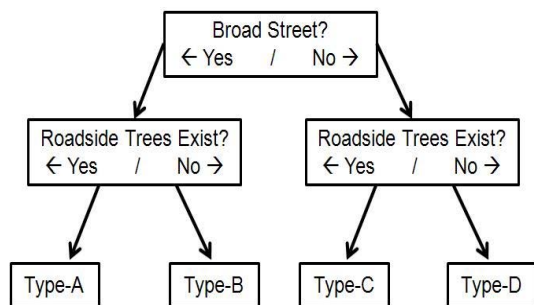 Broad Street?
← Yes / No →
Roadside Trees Exist?
← Yes / No →
Roadside Trees Exist?
← Yes / No →
Type-A
Type-B
Type-C
Type-D